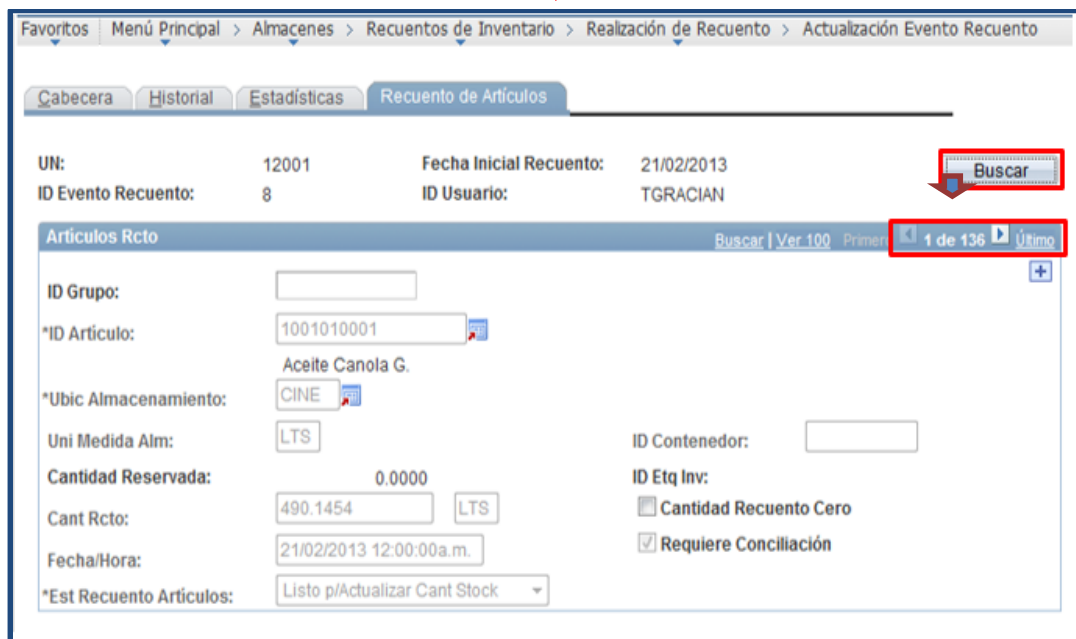 Favoritos Menú Principal > Almacenes > Recuentos de Inventario > Realización de Recuento > Actualización Evento Recuento
Cabecera Historial Estadísticas Recuento de Artículos
UN: 12001 Fecha Inicial Recuento: 21/02/2013 Buscar
ID Evento Recuento: 8 ID Usuario: TGRACIAN
Artículos Rcto Buscar | Ver 100 Primero 1 de 136 Último
ID Grupo:
*ID Artículo: 1001010001
Aceite Canola G.
*Ubic Almacenamiento: CINE
Uni Medida Alm: LTS ID Contenedor:
Cantidad Reservada: 0.0000 ID Etq Inv:
Cant Rcto: 490.1454 LTS Cantidad Recuento Cero
Fecha/Hora: 21/02/2013 12:00:00a.m. Requiere Conciliación
*Est Recuento Artículos: Listo p/Actualizar Cant Stock